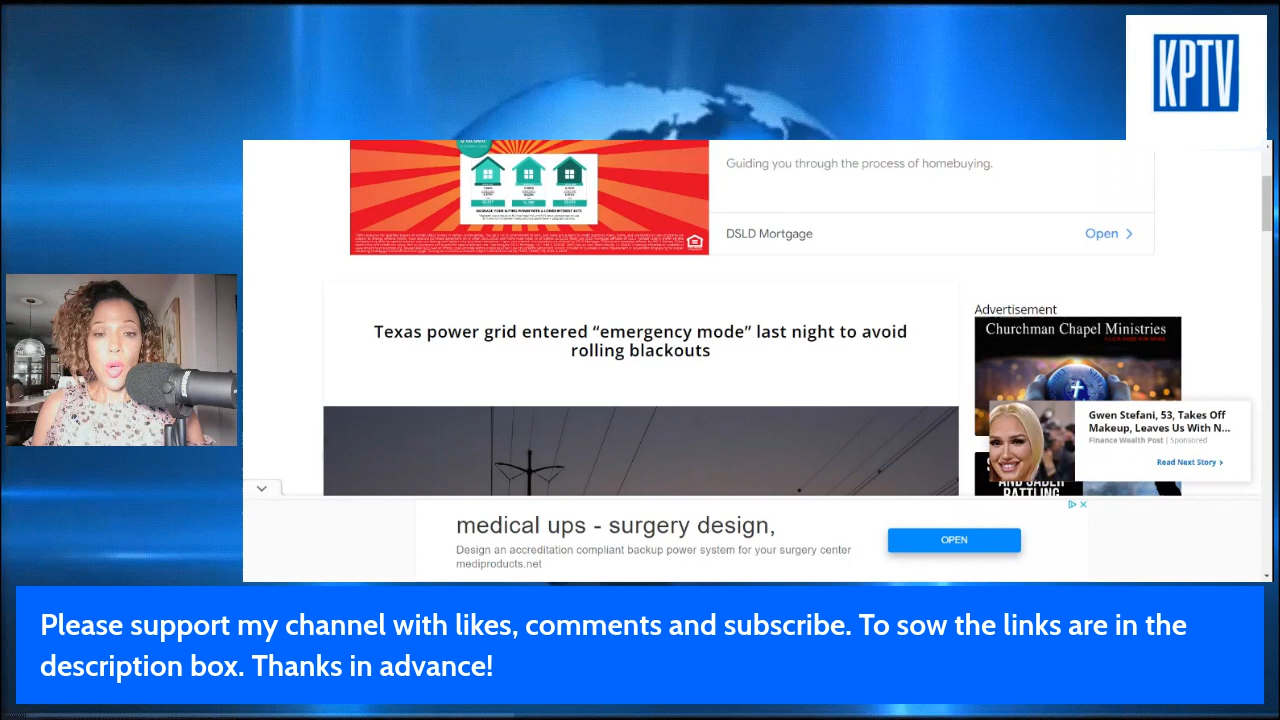 KPTV
Guiding you through the process of homebuying.
DSLD Mortgage
Open
Texas power grid entered “emergency mode” last night to avoid
rolling blackouts
Advertisement
Churchman Chapel Ministries
Gwen Stefani, 53, Takes Off
Makeup, Leaves Us With N...
Finance Wealth Post | Sponsored
Read Next Story
AND SABER
RATTLING
medical ups - surgery design,
Design an accreditation compliant backup power system for your surgery center
mediproducts.net
OPEN
Please support my channel with likes, comments and subscribe. To sow the links are in the
description box. Thanks in advance!